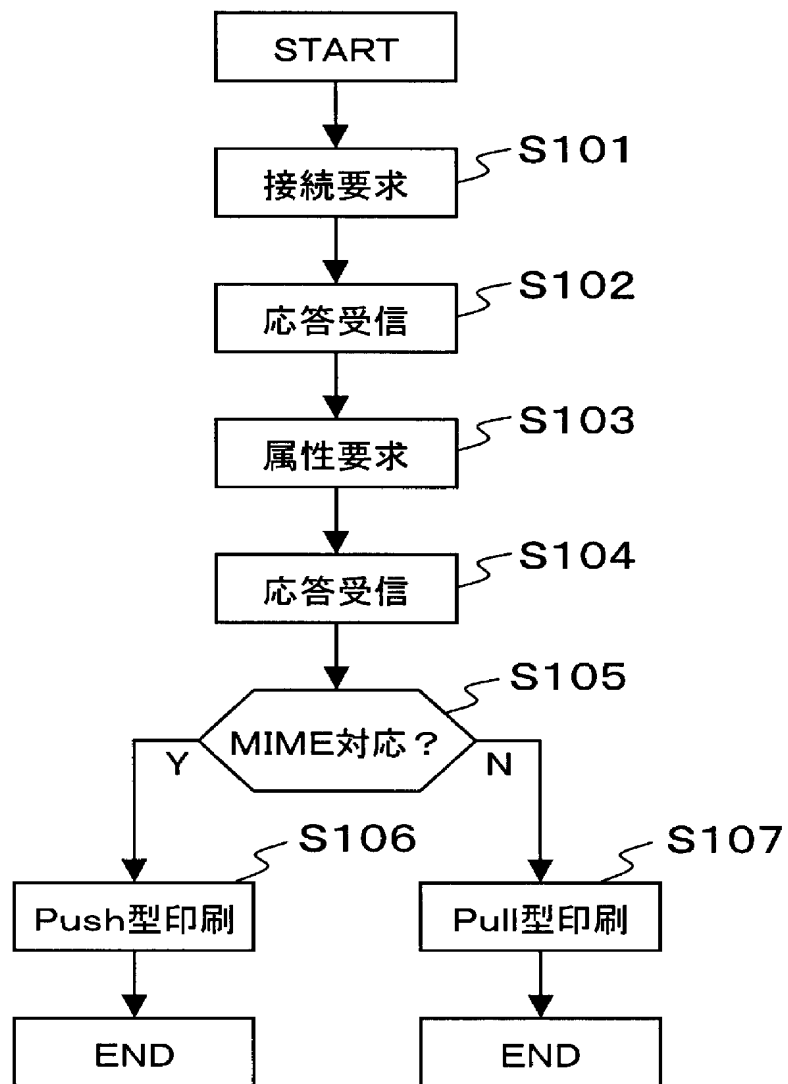 START
S101
接続要求
S102
応答受信
S103
属性要求
S104
応答受信
S105
MIME対応？
Y
N
S106
S107
Push型印刷
Pull型印刷
END
END